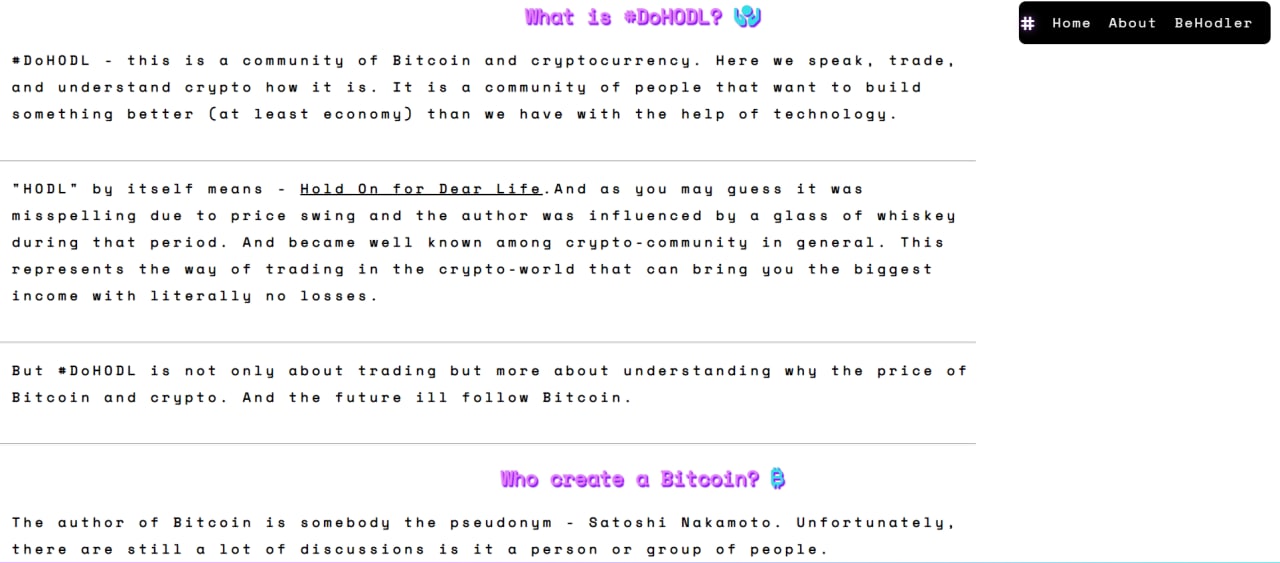 What is #DoHODL?
# Home About BeHodler
#DoHODL - this is a community of Bitcoin and cryptocurrency. Here we speak, trade,
and understand crypto how it is. It is a community of people that want to build
something better (at least economy) than we have with the help of technology.
"HODL" by itself means - Hold On for Dear Life.And as you may guess it was
misspelling due to price swing and the author was influenced by a glass of whiskey
during that period. And became well known among crypto-community in general. This
represents the way of trading in the crypto-world that can bring you the biggest
income with literally no losses.
But #DoHODL is not only about trading but more about understanding why the price of
Bitcoin and crypto. And the future ill follow Bitcoin.
Who create a Bitcoin? ₿
The author of Bitcoin is somebody the pseudonym - Satoshi Nakamoto. Unfortunately,
there are still a lot of discussions is it a person or group of people.